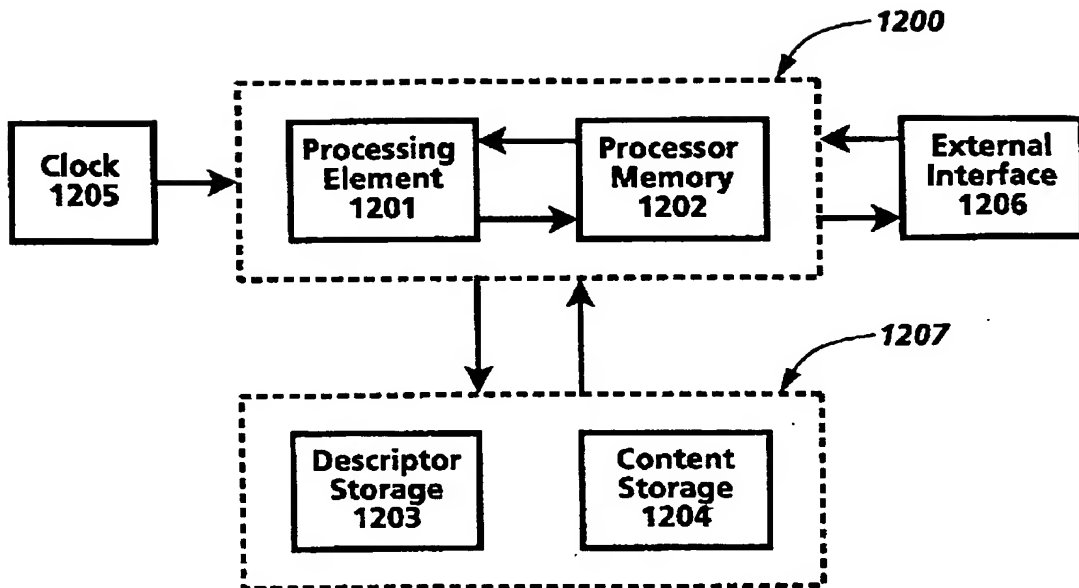 1200
Clock
1205
Processing
Element
1201
Processor
Memory
1202
External
Interface
1206
1207
Descriptor
Storage
1203
Content
Storage
1204